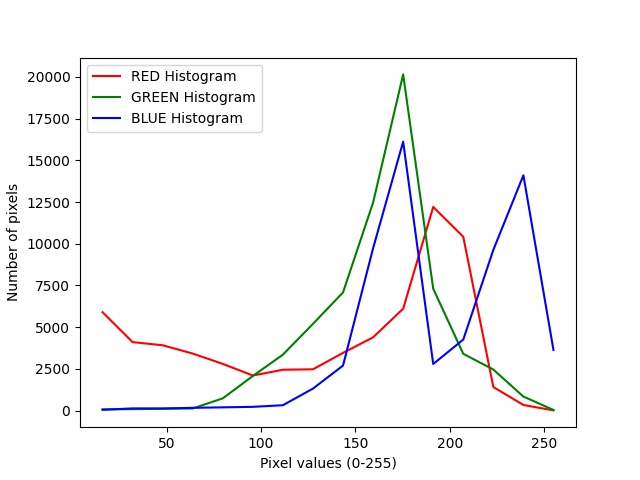 RED Histogram
GREEN Histogram
BLUE Histogram
20000
17500
15000
12500
10000
7500
5000
2500
0
Number of pixels
50 100 150 200 250
Pixel values (0-255)